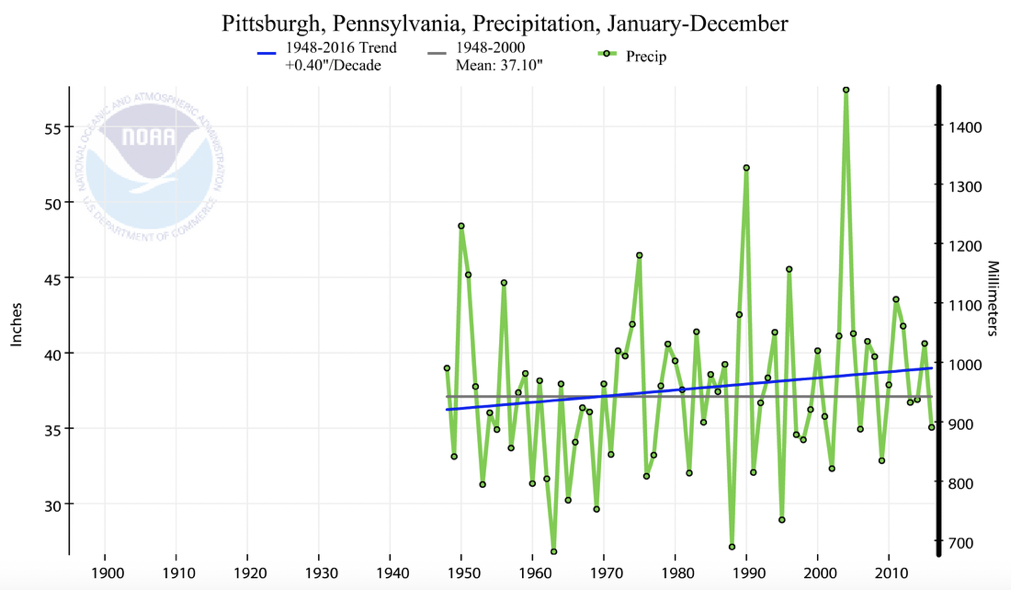 Pittsburgh, Pennsylvania, Precipitation, January-December
1948-2016 Trend
+0.40"/Decade
1948-2000
Mean: 37.10"
Precip
NATIONAL OCEANIC AND ATMOSPHERIC ADMINISTRATION
NOAA
U.S. DEPARTMENT OF COMMERCE
Inches
55
50
45
40
35
30
1400
1300
1200
1100
1000
900
800
700
Millimeters
1900 1910 1920 1930 1940 1950 1960 1970 1980 1990 2000 2010